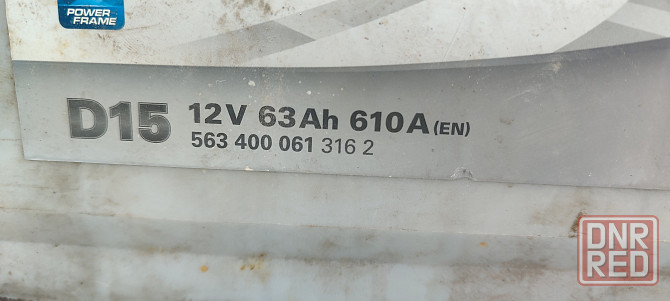 POWER
FRAME
D15
12V 63Ah 610A (EN)
563 400 061 316 2
DNR
RED